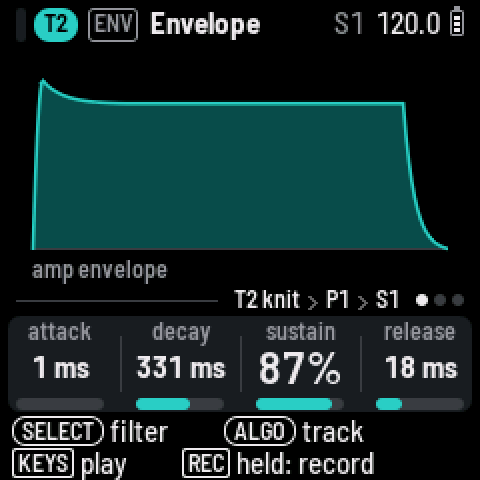 T2 ENV Envelope S1 120.0
amp envelope
T2 knit > P1 > S1
attack decay sustain release
1 ms 331 ms 87% 18 ms
SELECT filter ALGO track
KEYS play REC held: record